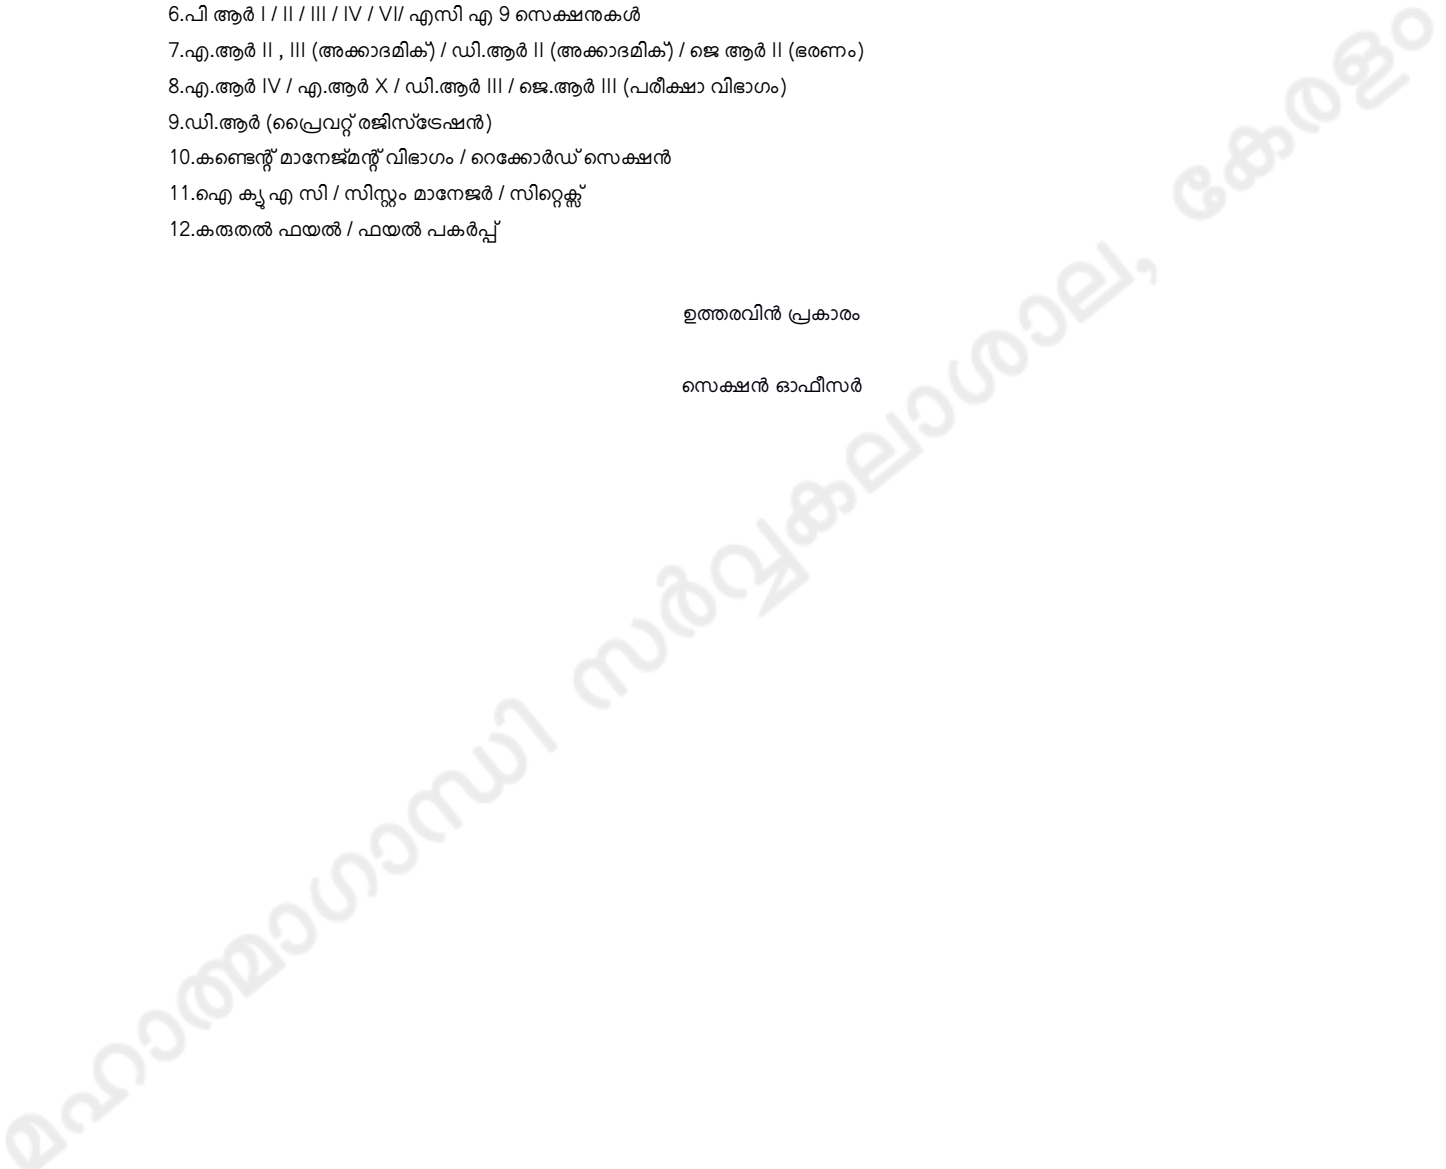 6.പി ആർ I / II / III / IV / VI/ എസി എ 9 സെക്ഷനുകൾ
7.എ.ആർ II , III (അക്കാദമിക്) / ഡി.ആർ II (അക്കാദമിക്) / ജെ ആർ II (ഭരണം)
8.എ.ആർ IV / എ.ആർ X / ഡി.ആർ III / ജെ.ആർ III (പരീക്ഷാ വിഭാഗം)
9.ഡി.ആർ (പ്രൈവറ്റ് രജിസ്ട്രേഷൻ)
10.കണ്ടെന്റ് മാനേജ്മന്റ് വിഭാഗം / റെക്കോർഡ് സെക്ഷൻ
11.ഐ ക്യു എ സി / സിസ്റ്റം മാനേജർ / സിറ്റെക്സ്
12.കരുതൽ ഫയൽ / ഫയൽ പകർപ്പ്
ഉത്തരവിൻ പ്രകാരം
സെക്ഷൻ ഓഫീസർ
മഹാത്മാഗാന്ധി സർവ്വകലാശാല, കേരളം